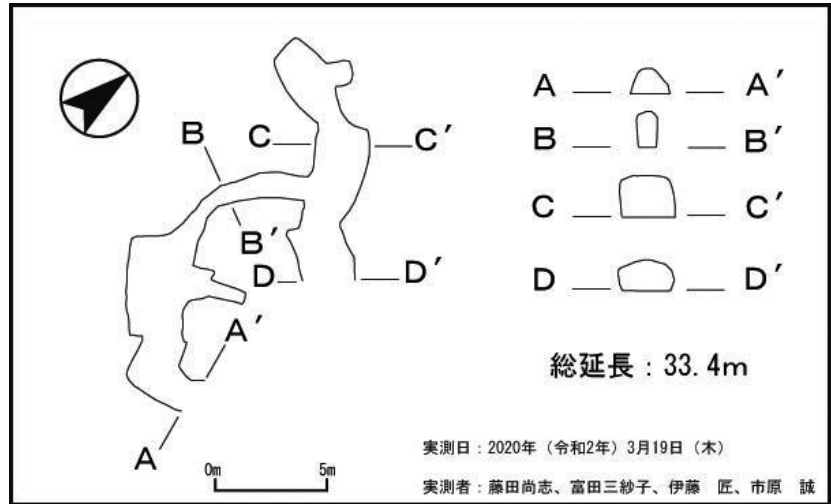 B
C
C′
B′
D
D′
A′
A
0m
5m
A
A′
B
B′
C
C′
D
D′
総延長：33.4m
実測日：2020年（令和2年）3月19日（木）
実測者：藤田尚志、富田三紗子、伊藤　匠、市原　誠